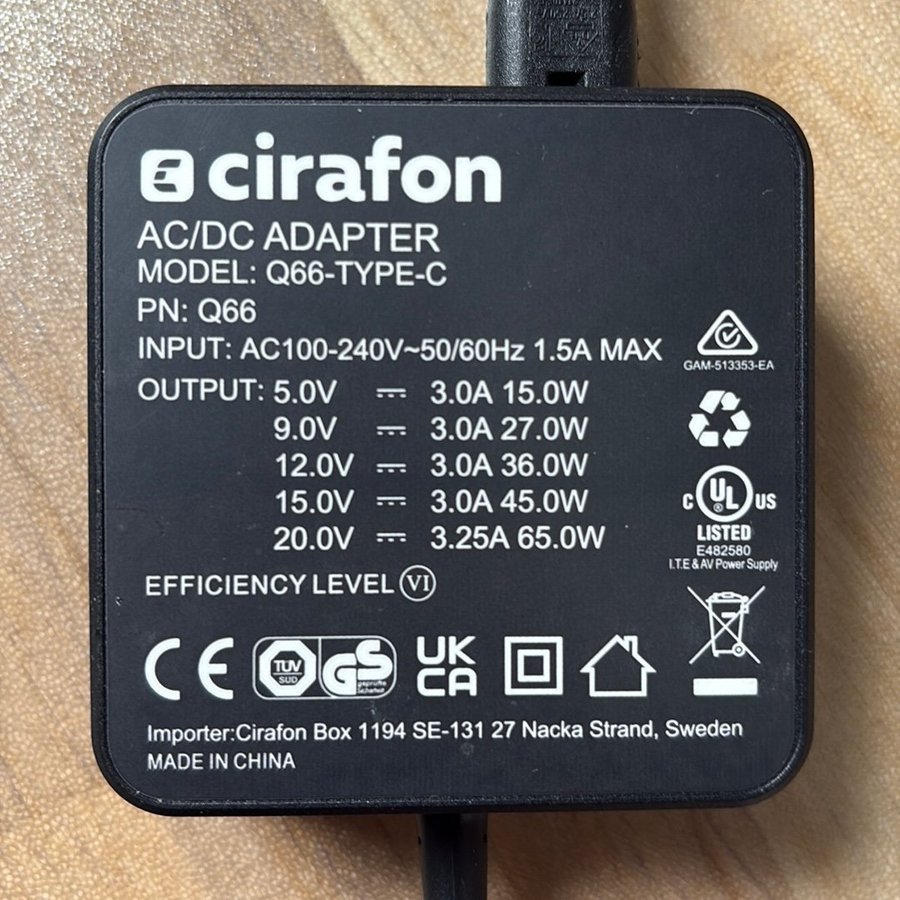 cirafon
AC/DC ADAPTER
MODEL: Q66-TYPE-C
PN: Q66
INPUT: AC100-240V~50/60Hz 1.5A MAX
OUTPUT: 5.0V ⎓ 3.0A 15.0W
9.0V ⎓ 3.0A 27.0W
12.0V ⎓ 3.0A 36.0W
15.0V ⎓ 3.0A 45.0W
20.0V ⎓ 3.25A 65.0W
GAM-513353-EA
C UL ® US
LISTED
E482580
I.T.E & AV Power Supply
EFFICIENCY LEVEL VI
CE
TÜV
SÜD
GS
geprüfte
Sicherheit
UK
CA
Importer:Cirafon Box 1194 SE-131 27 Nacka Strand, Sweden
MADE IN CHINA